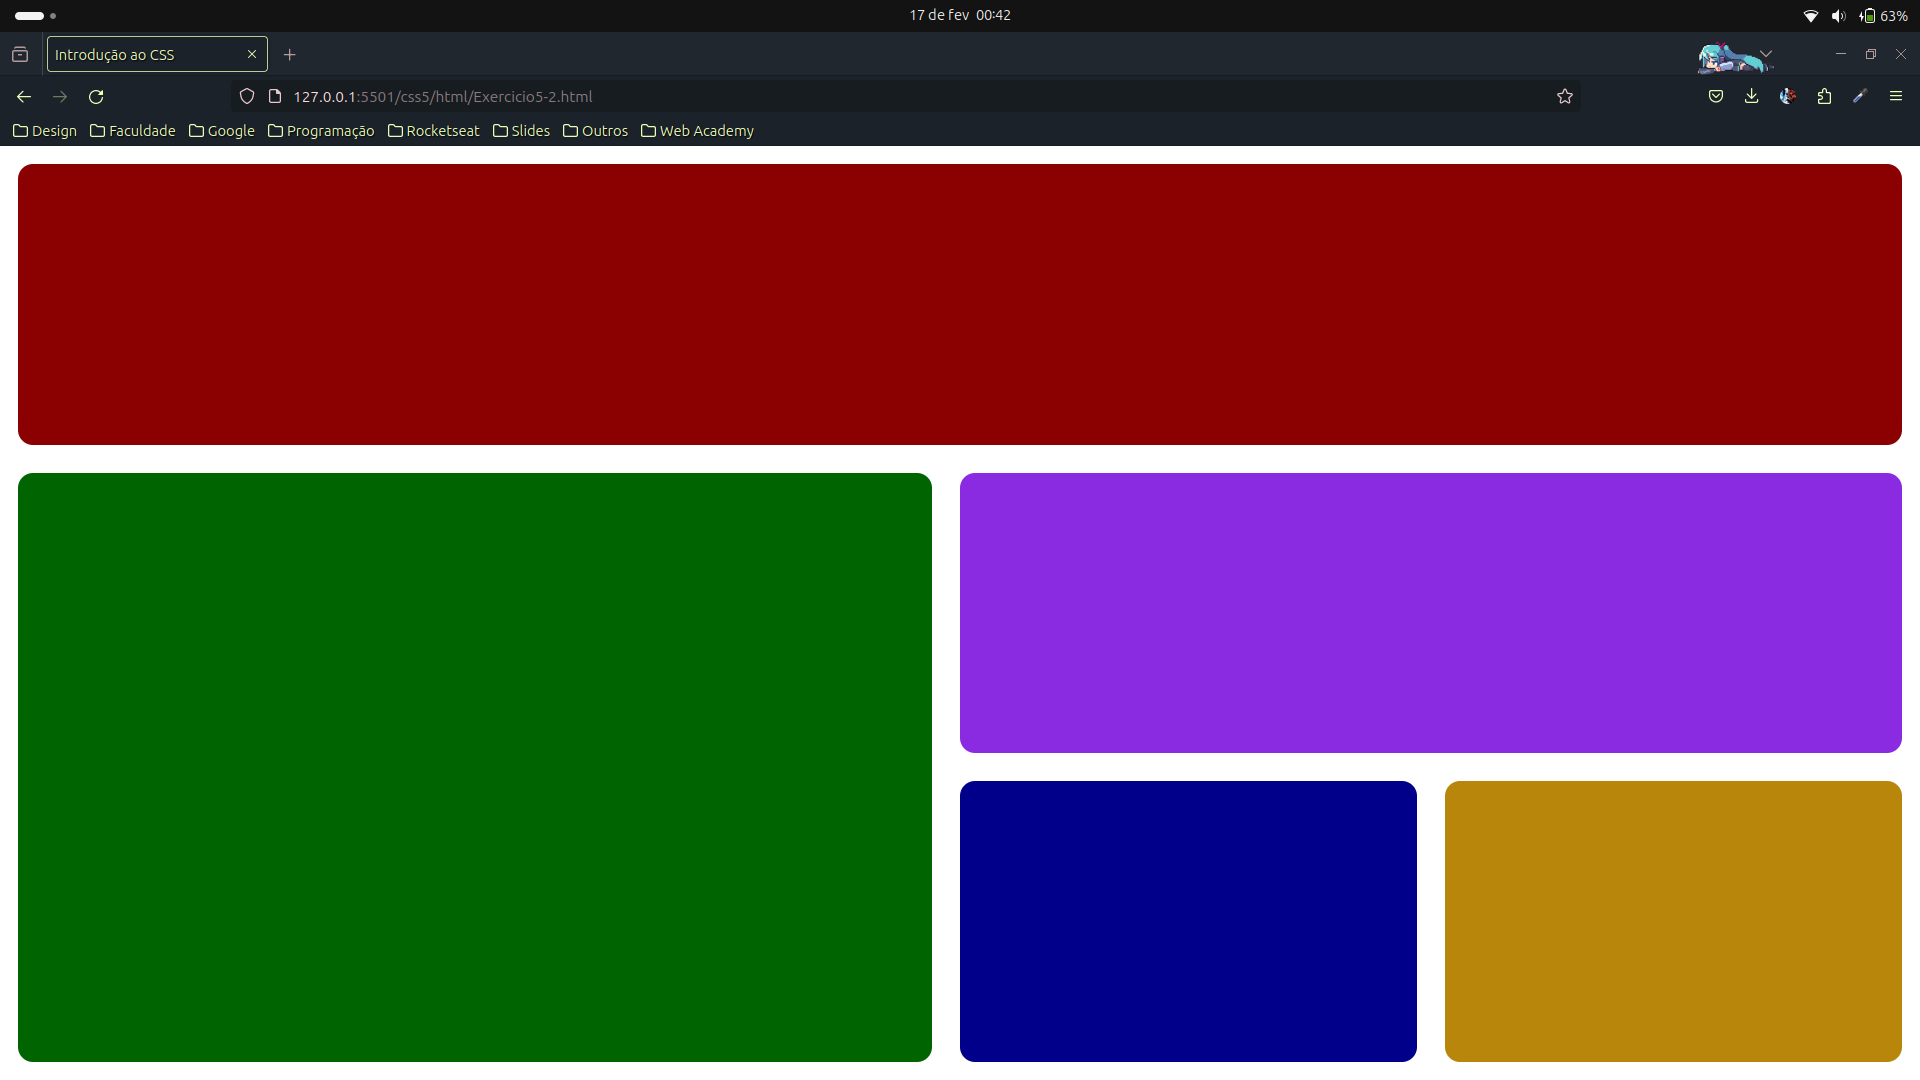 17 de fev 00:42
63%
Introdução ao CSS
127.0.0.1:5501/css5/html/Exercicio5-2.html
Design Faculdade Google Programação Rocketseat Slides Outros Web Academy